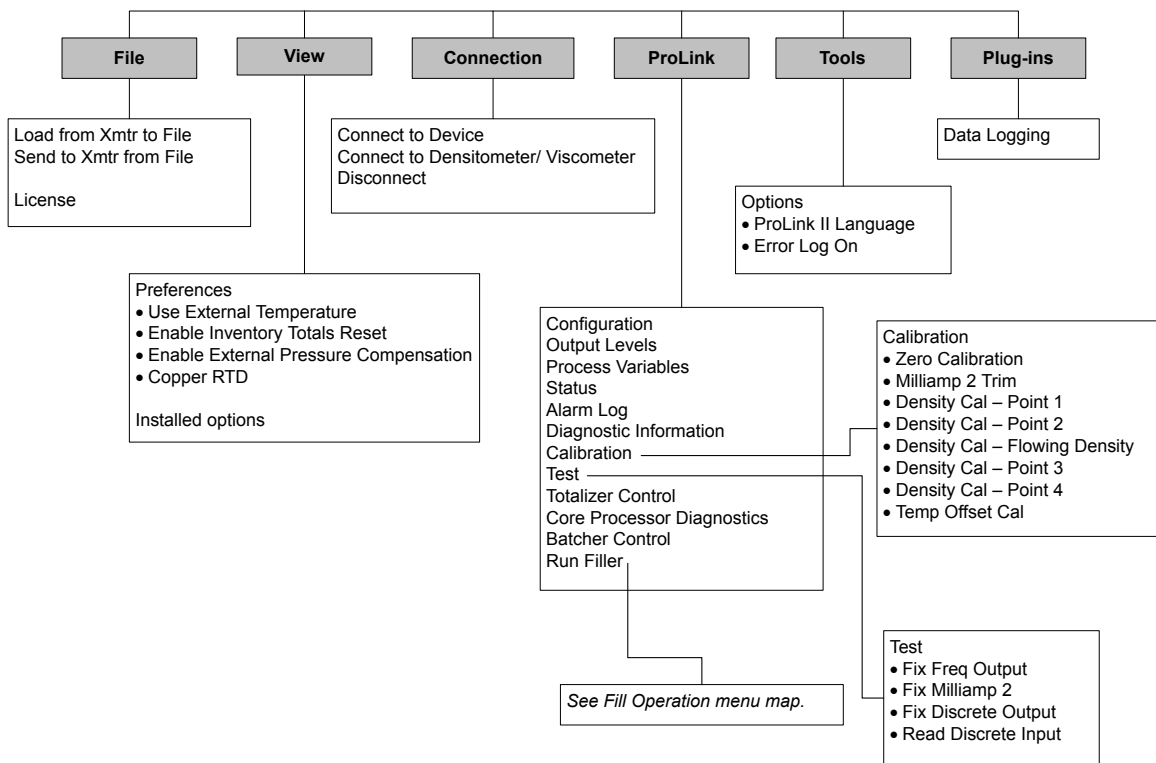 File
View
Connection
ProLink
Tools
Plug-ins
Load from Xmtr to File
Send to Xmtr from File
License
Preferences
• Use External Temperature
• Enable Inventory Totals Reset
• Enable External Pressure Compensation
• Copper RTD
Installed options
Connect to Device
Connect to Densitometer/ Viscometer
Disconnect
Configuration
Output Levels
Process Variables
Status
Alarm Log
Diagnostic Information
Calibration
Test
Totalizer Control
Core Processor Diagnostics
Batcher Control
Run Filler
See Fill Operation menu map.
Options
• ProLink II Language
• Error Log On
Data Logging
Calibration
• Zero Calibration
• Milliamp 2 Trim
• Density Cal – Point 1
• Density Cal – Point 2
• Density Cal – Flowing Density
• Density Cal – Point 3
• Density Cal – Point 4
• Temp Offset Cal
Test
• Fix Freq Output
• Fix Milliamp 2
• Fix Discrete Output
• Read Discrete Input